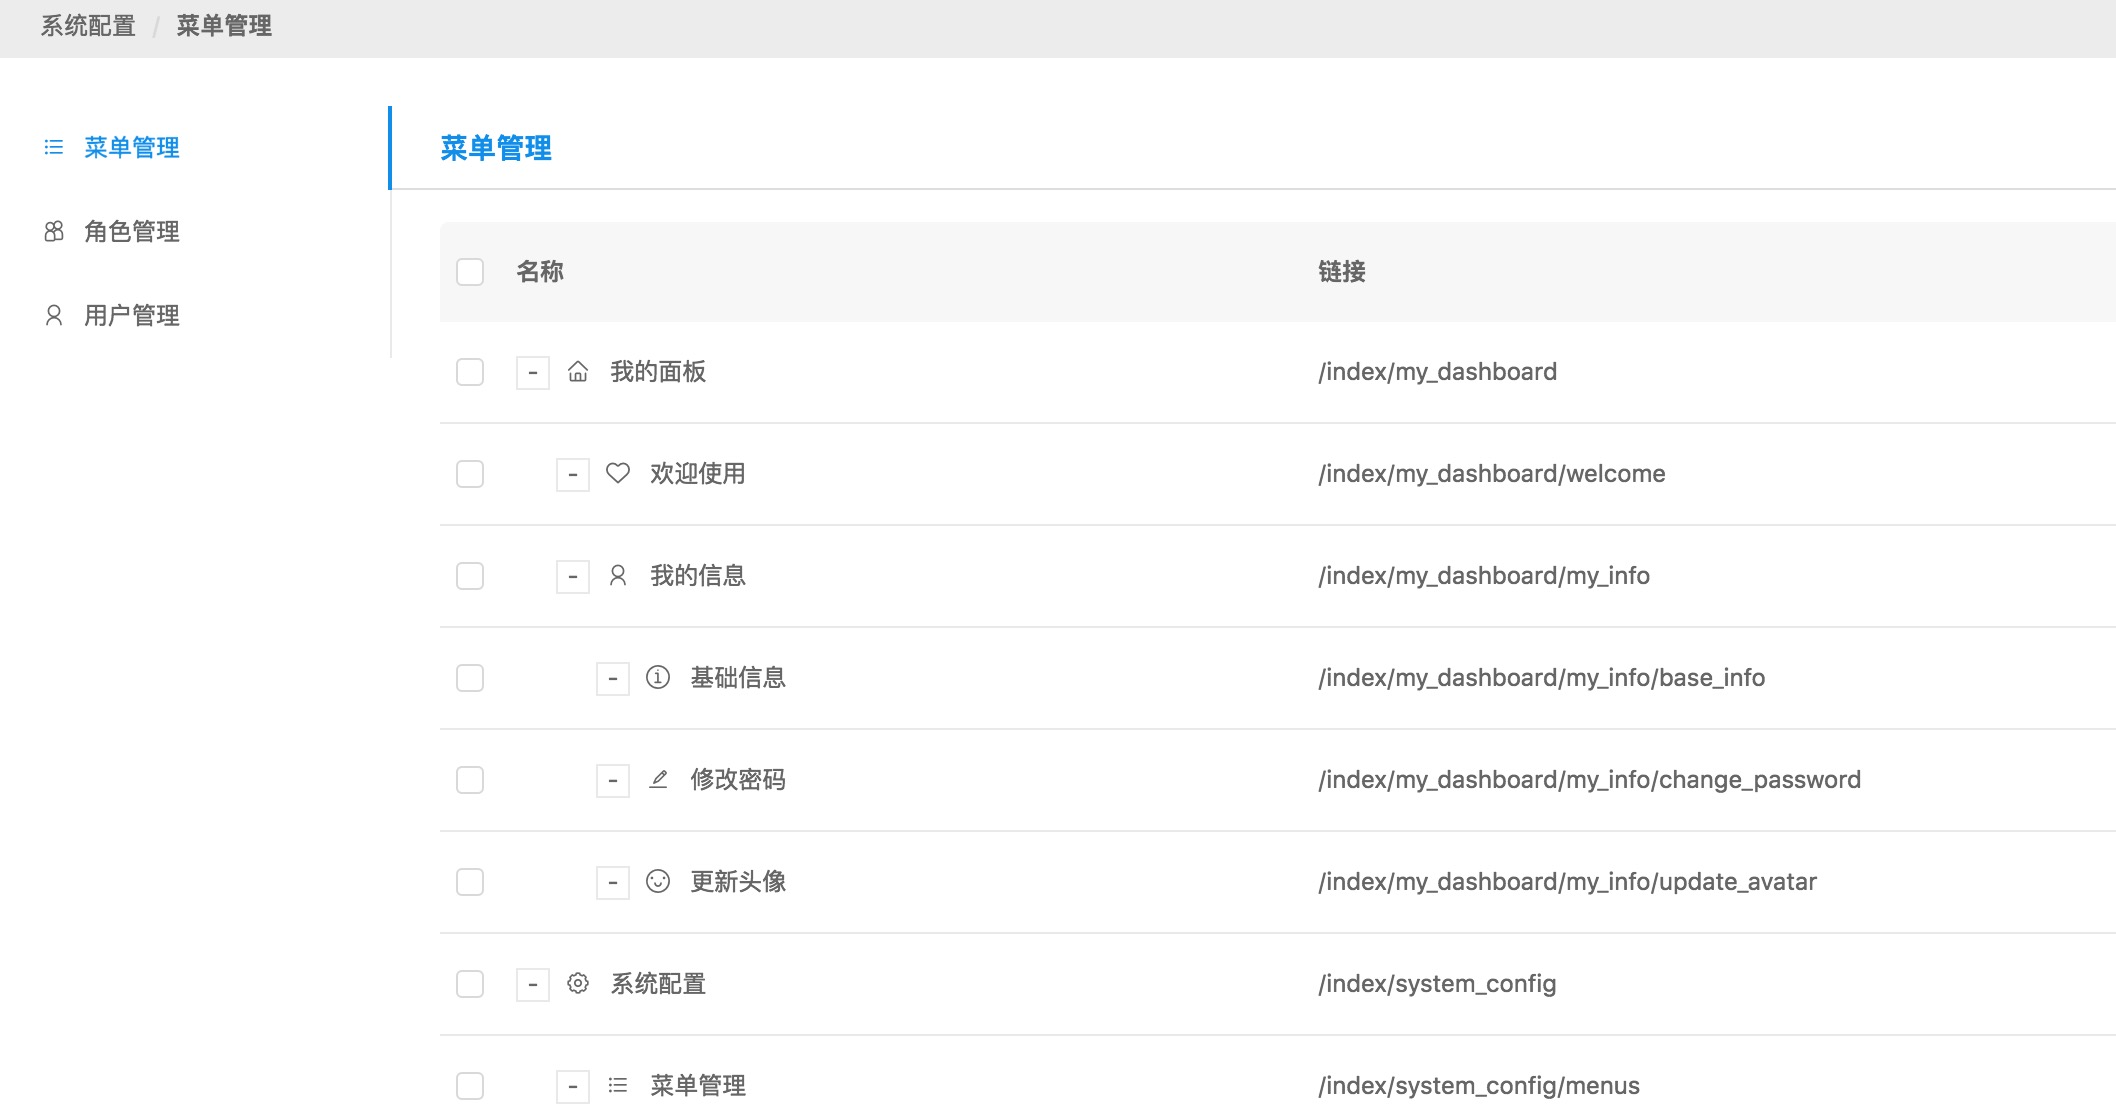 系统配置 / 菜单管理
菜单管理
角色管理
用户管理
菜单管理
名称 链接
- 我的面板 /index/my_dashboard
- 欢迎使用 /index/my_dashboard/welcome
- 我的信息 /index/my_dashboard/my_info
- 基础信息 /index/my_dashboard/my_info/base_info
- 修改密码 /index/my_dashboard/my_info/change_password
- 更新头像 /index/my_dashboard/my_info/update_avatar
- 系统配置 /index/system_config
- 菜单管理 /index/system_config/menus